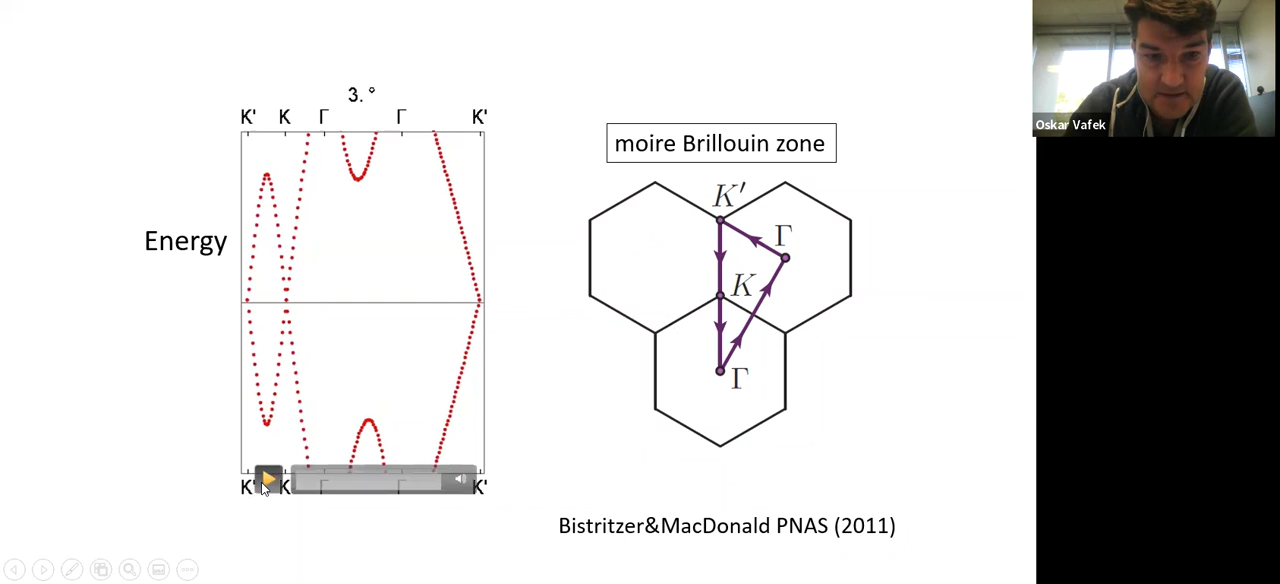 3. °
K' K Γ Γ K'
Energy
K' K Γ Γ K'
moire Brillouin zone
K′
Γ
K
Γ
Bistritzer&MacDonald PNAS (2011)
Oskar Vafek